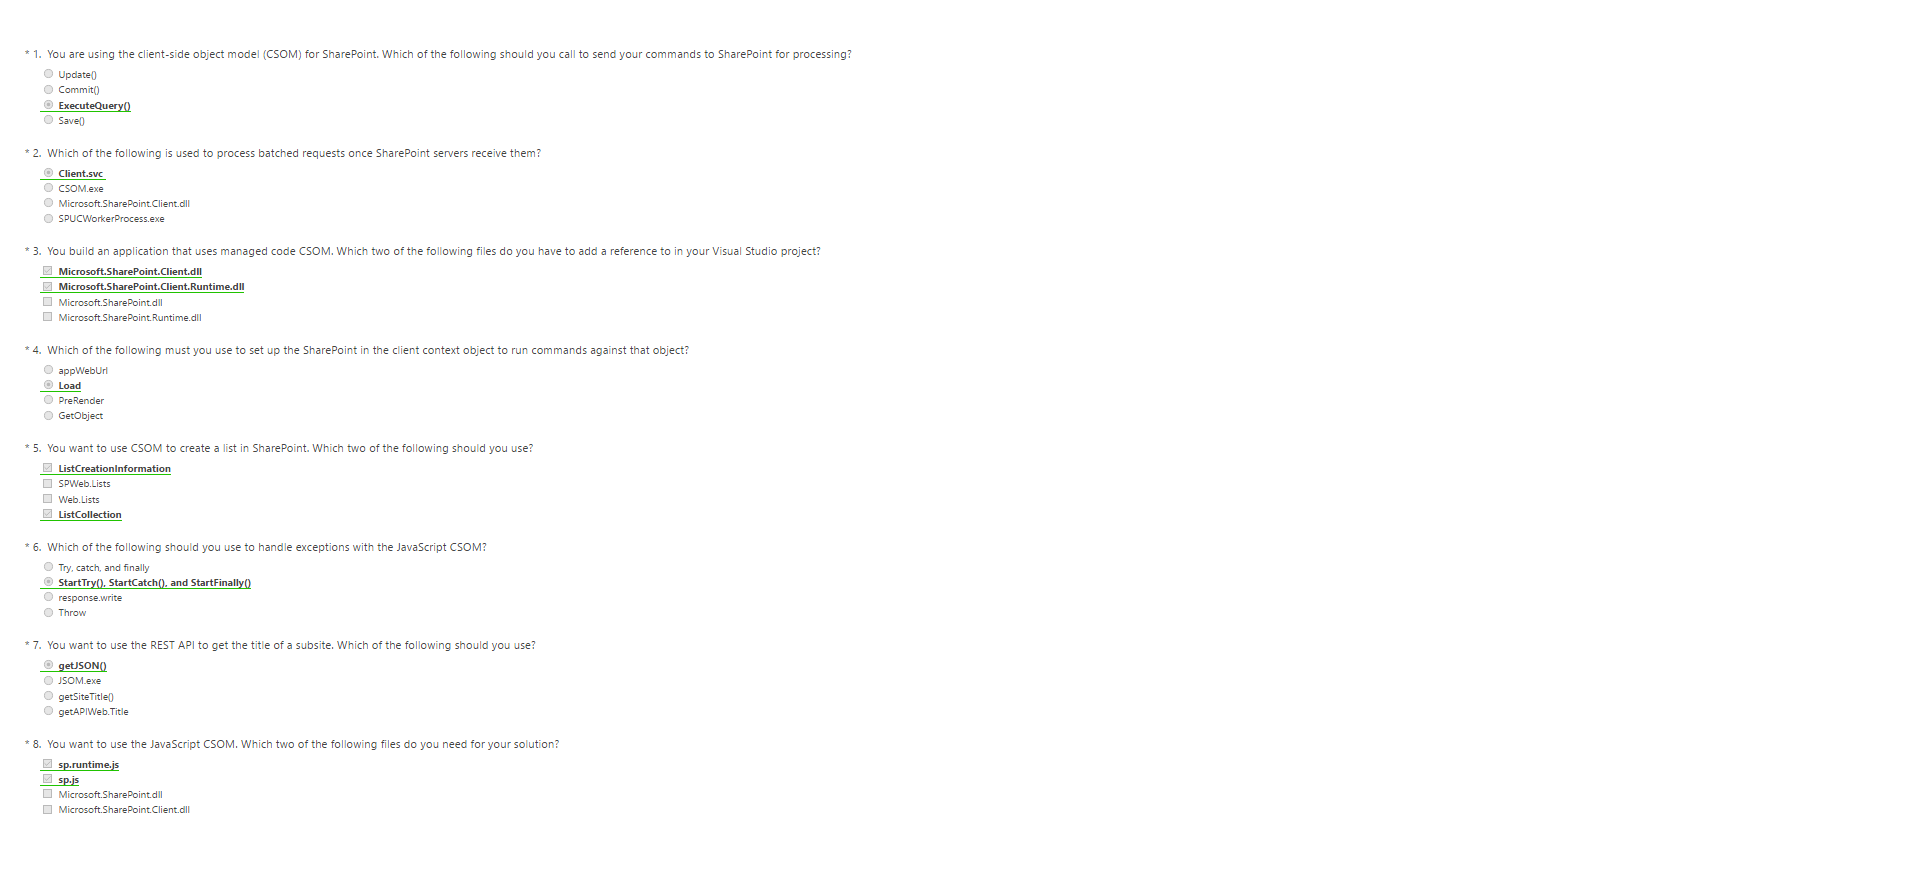 * 1. You are using the client-side object model (CSOM) for SharePoint. Which of the following should you call to send your commands to SharePoint for processing?
Update()
Commit()
ExecuteQuery()
Save()
* 2. Which of the following is used to process batched requests once SharePoint servers receive them?
Client.svc
CSOM.exe
Microsoft.SharePoint.Client.dll
SPUCWorkerProcess.exe
* 3. You build an application that uses managed code CSOM. Which two of the following files do you have to add a reference to in your Visual Studio project?
Microsoft.SharePoint.Client.dll
Microsoft.SharePoint.Client.Runtime.dll
Microsoft.SharePoint.dll
Microsoft.SharePoint.Runtime.dll
* 4. Which of the following must you use to set up the SharePoint in the client context object to run commands against that object?
appWebUrl
Load
PreRender
GetObject
* 5. You want to use CSOM to create a list in SharePoint. Which two of the following should you use?
ListCreationInformation
SPWeb.Lists
Web.Lists
ListCollection
* 6. Which of the following should you use to handle exceptions with the JavaScript CSOM?
Try, catch, and finally
StartTry(), StartCatch(), and StartFinally()
response.write
Throw
* 7. You want to use the REST API to get the title of a subsite. Which of the following should you use?
getJSON()
JSOM.exe
getSiteTitle()
getAPIWeb.Title
* 8. You want to use the JavaScript CSOM. Which two of the following files do you need for your solution?
sp.runtime.js
sp.js
Microsoft.SharePoint.dll
Microsoft.SharePoint.Client.dll